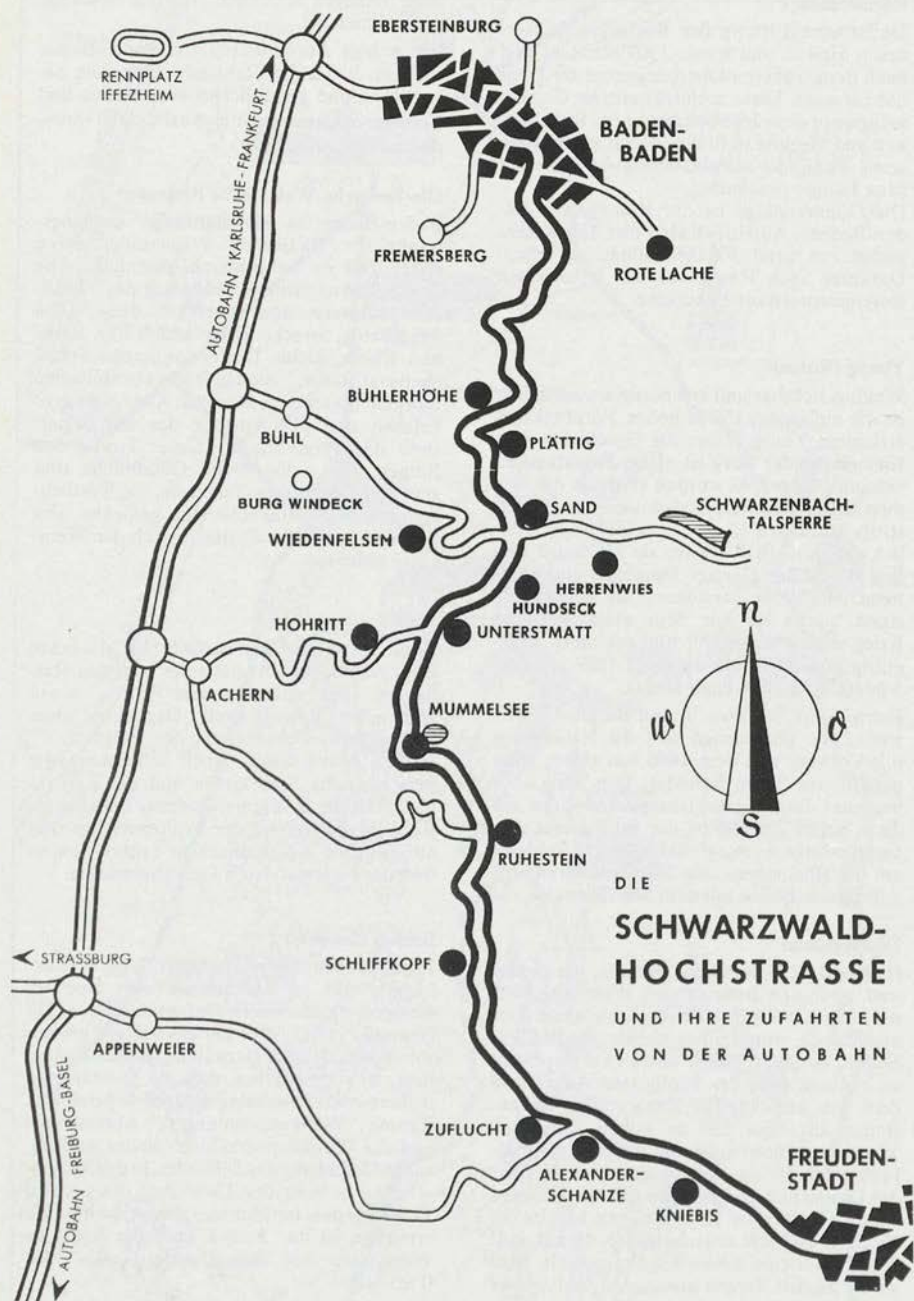 EBERSTEINBURG
RENNPLATZ
IFFEZHEIM
AUTOBAHN KARLSRUHE-FRANKFURT
BADEN-
BADEN
FREMERSBERG
ROTE LACHE
BÜHLERHÖHE
BÜHL
PLÄTTIG
BURG WINDECK
SAND
SCHWARZENBACH-
TALSPERRE
WIEDENFELSEN
HERRENWIES
HUNDSECK
HOHRITT
UNTERSTMATT
ACHERN
MUMMELSEE
n
W
O
S
RUHESTEIN
DIE
SCHWARZWALD-
HOCHSTRASSE
UND IHRE ZUFAHRTEN
VON DER AUTOBAHN
STRASSBURG
SCHLIFFKOPF
APPENWEIER
AUTOBAHN FREIBURG-BASEL
ZUFLUCHT
ALEXANDER-
SCHANZE
KNIEBIS
FREUDEN-
STADT